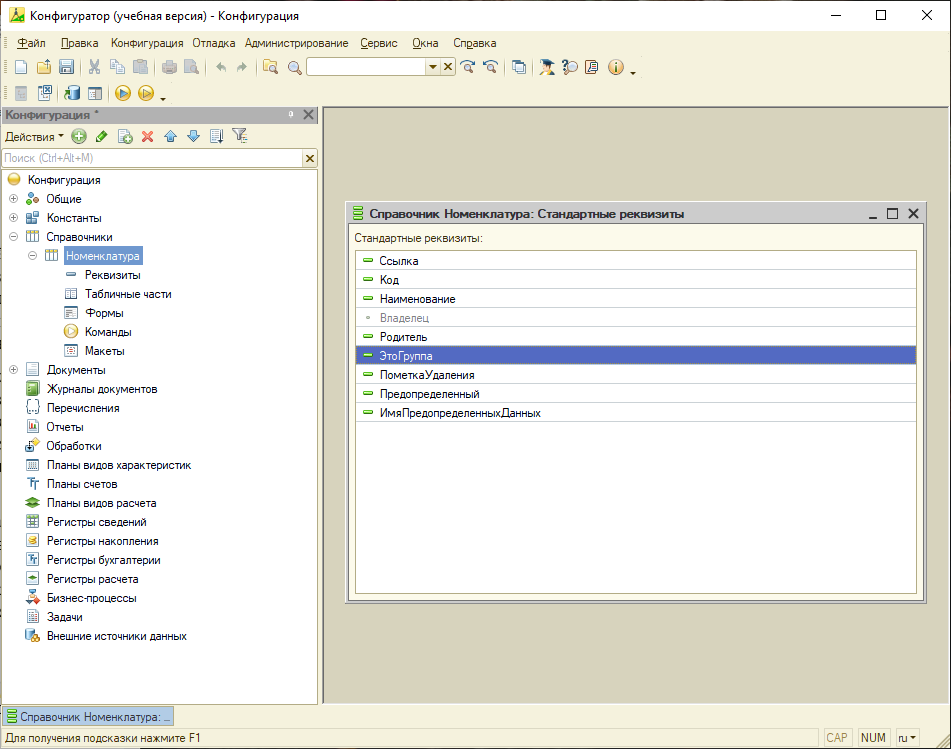 Конфигуратор (учебная версия) - Конфигурация
Файл Правка Конфигурация Отладка Администрирование Сервис Окна Справка
Конфигурация *
Действия
Поиск (Ctrl+Alt+M)
Конфигурация
Общие
Константы
Справочники
Номенклатура
Реквизиты
Табличные части
Формы
Команды
Макеты
Документы
Журналы документов
Перечисления
Отчеты
Обработки
Планы видов характеристик
Планы счетов
Планы видов расчета
Регистры сведений
Регистры накопления
Регистры бухгалтерии
Регистры расчета
Бизнес-процессы
Задачи
Внешние источники данных
Справочник Номенклатура: Стандартные реквизиты
Стандартные реквизиты:
Ссылка
Код
Наименование
Владелец
Родитель
ЭтоГруппа
ПометкаУдаления
Предопределенный
ИмяПредопределенныхДанных
Справочник Номенклатура: ...
Для получения подсказки нажмите F1
CAP NUM ru